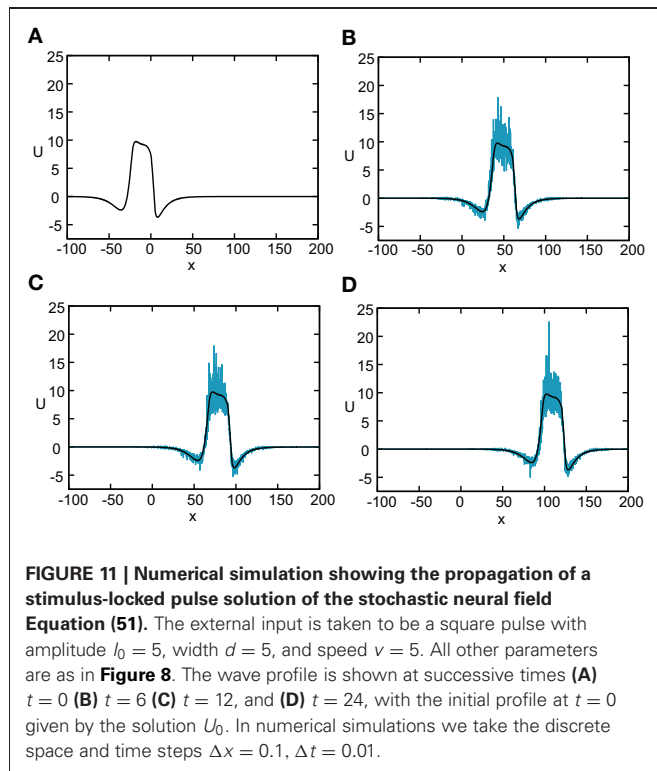 A
25
20
15
10
5
0
-5
U
-100 -50 0 50 100 150 200
x
B
25
20
15
10
5
0
-5
U
-100 -50 0 50 100 150 200
x
C
25
20
15
10
5
0
-5
U
-100 -50 0 50 100 150 200
x
D
25
20
15
10
5
0
-5
U
-100 -50 0 50 100 150 200
x
FIGURE 11 | Numerical simulation showing the propagation of a
stimulus-locked pulse solution of the stochastic neural field
Equation (51). The external input is taken to be a square pulse with
amplitude I₀ = 5, width d = 5, and speed v = 5. All other parameters
are as in Figure 8. The wave profile is shown at successive times (A)
t = 0 (B) t = 6 (C) t = 12, and (D) t = 24, with the initial profile at t = 0
given by the solution U₀. In numerical simulations we take the discrete
space and time steps Δx = 0.1, Δt = 0.01.